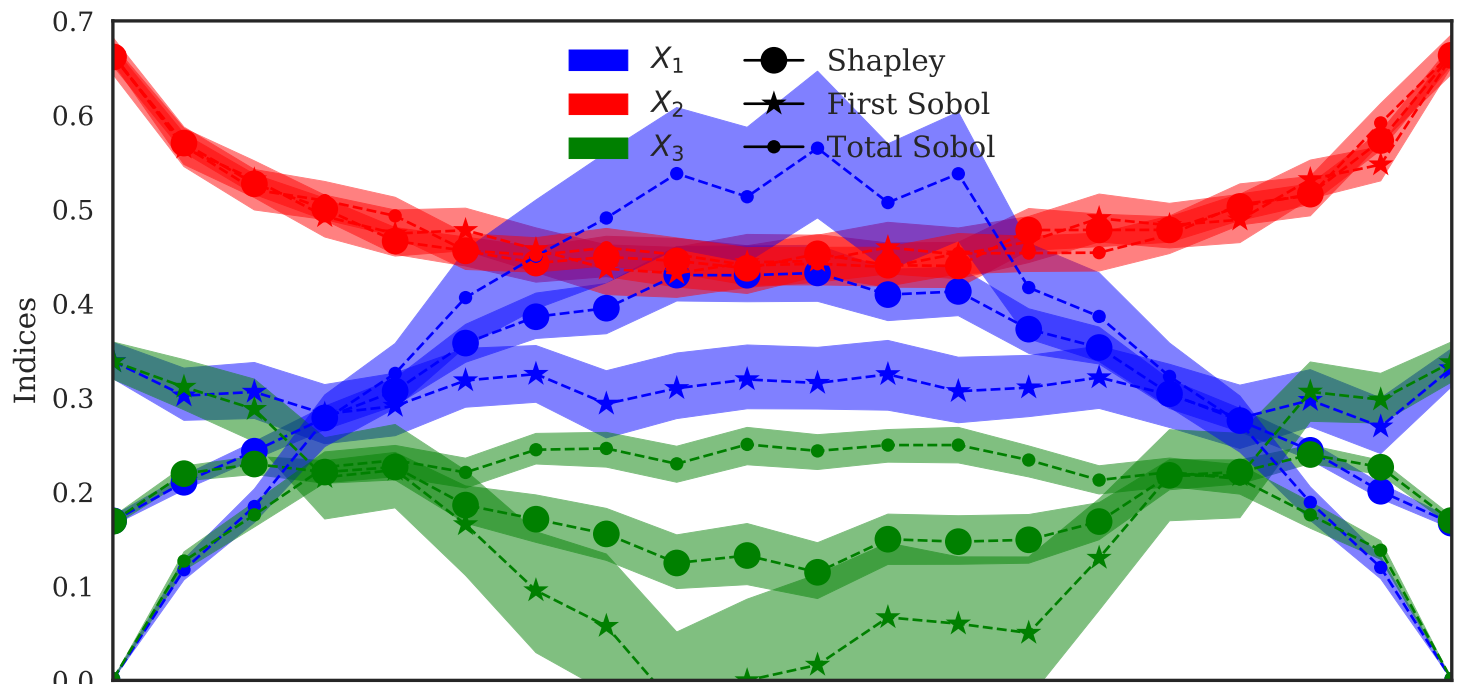 0.7
0.6
0.5
0.4
0.3
0.2
0.1
0.0
Indices
X₁
X₂
X₃
Shapley
First Sobol
Total Sobol